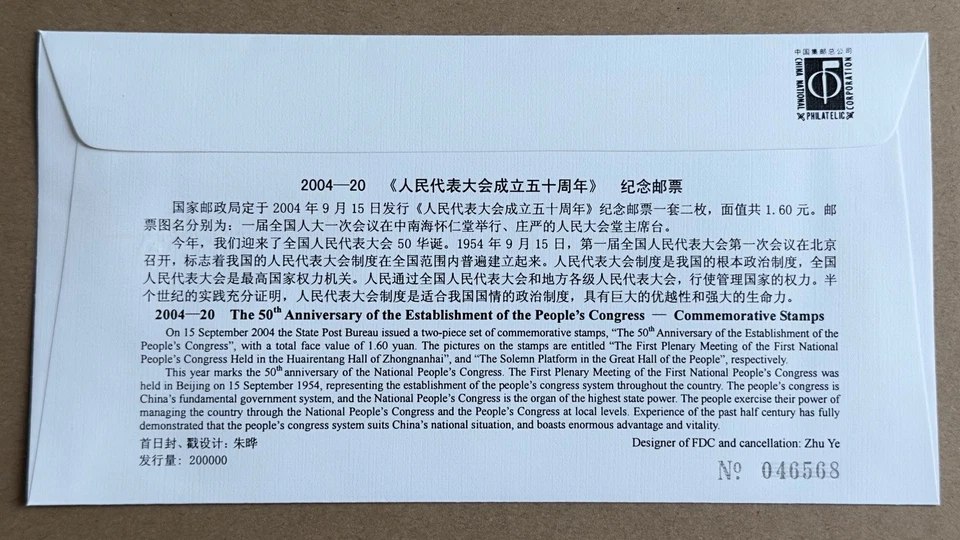 中国集邮总公司
CHINA NATIONAL
PHILATELIC
CORPORATION
2004—20 《人民代表大会成立五十周年》 纪念邮票
国家邮政局定于 2004 年 9 月 15 日发行《人民代表大会成立五十周年》纪念邮票一套二枚，面值共 1.60 元。邮
票图名分别为：一届全国人大一次会议在中南海怀仁堂举行、庄严的人民大会堂主席台。
今年，我们迎来了全国人民代表大会 50 华诞。1954 年 9 月 15 日，第一届全国人民代表大会第一次会议在北京
召开，标志着我国的人民代表大会制度在全国范围内普遍建立起来。人民代表大会制度是我国的根本政治制度，全国
人民代表大会是最高国家权力机关。人民通过全国人民代表大会和地方各级人民代表大会，行使管理国家的权力。半
个世纪的实践充分证明，人民代表大会制度是适合我国国情的政治制度，具有巨大的优越性和强大的生命力。
2004—20 The 50th Anniversary of the Establishment of the People's Congress — Commemorative Stamps
On 15 September 2004 the State Post Bureau issued a two-piece set of commemorative stamps, "The 50th Anniversary of the Establishment of the
People's Congress", with a total face value of 1.60 yuan. The pictures on the stamps are entitled "The First Plenary Meeting of the First National
People's Congress Held in the Huairentang Hall of Zhongnanhai", and "The Solemn Platform in the Great Hall of the People", respectively.
This year marks the 50th anniversary of the National People's Congress. The First Plenary Meeting of the First National People's Congress was
held in Beijing on 15 September 1954, representing the establishment of the people's congress system throughout the country. The people's congress is
China's fundamental government system, and the National People's Congress is the organ of the highest state power. The people exercise their power of
managing the country through the National People's Congress and the People's Congress at local levels. Experience of the past half century has fully
demonstrated that the people's congress system suits China's national situation, and boasts enormous advantage and vitality.
首日封、戳设计：朱晔 Designer of FDC and cancellation: Zhu Ye
发行量：200000
№ 046568